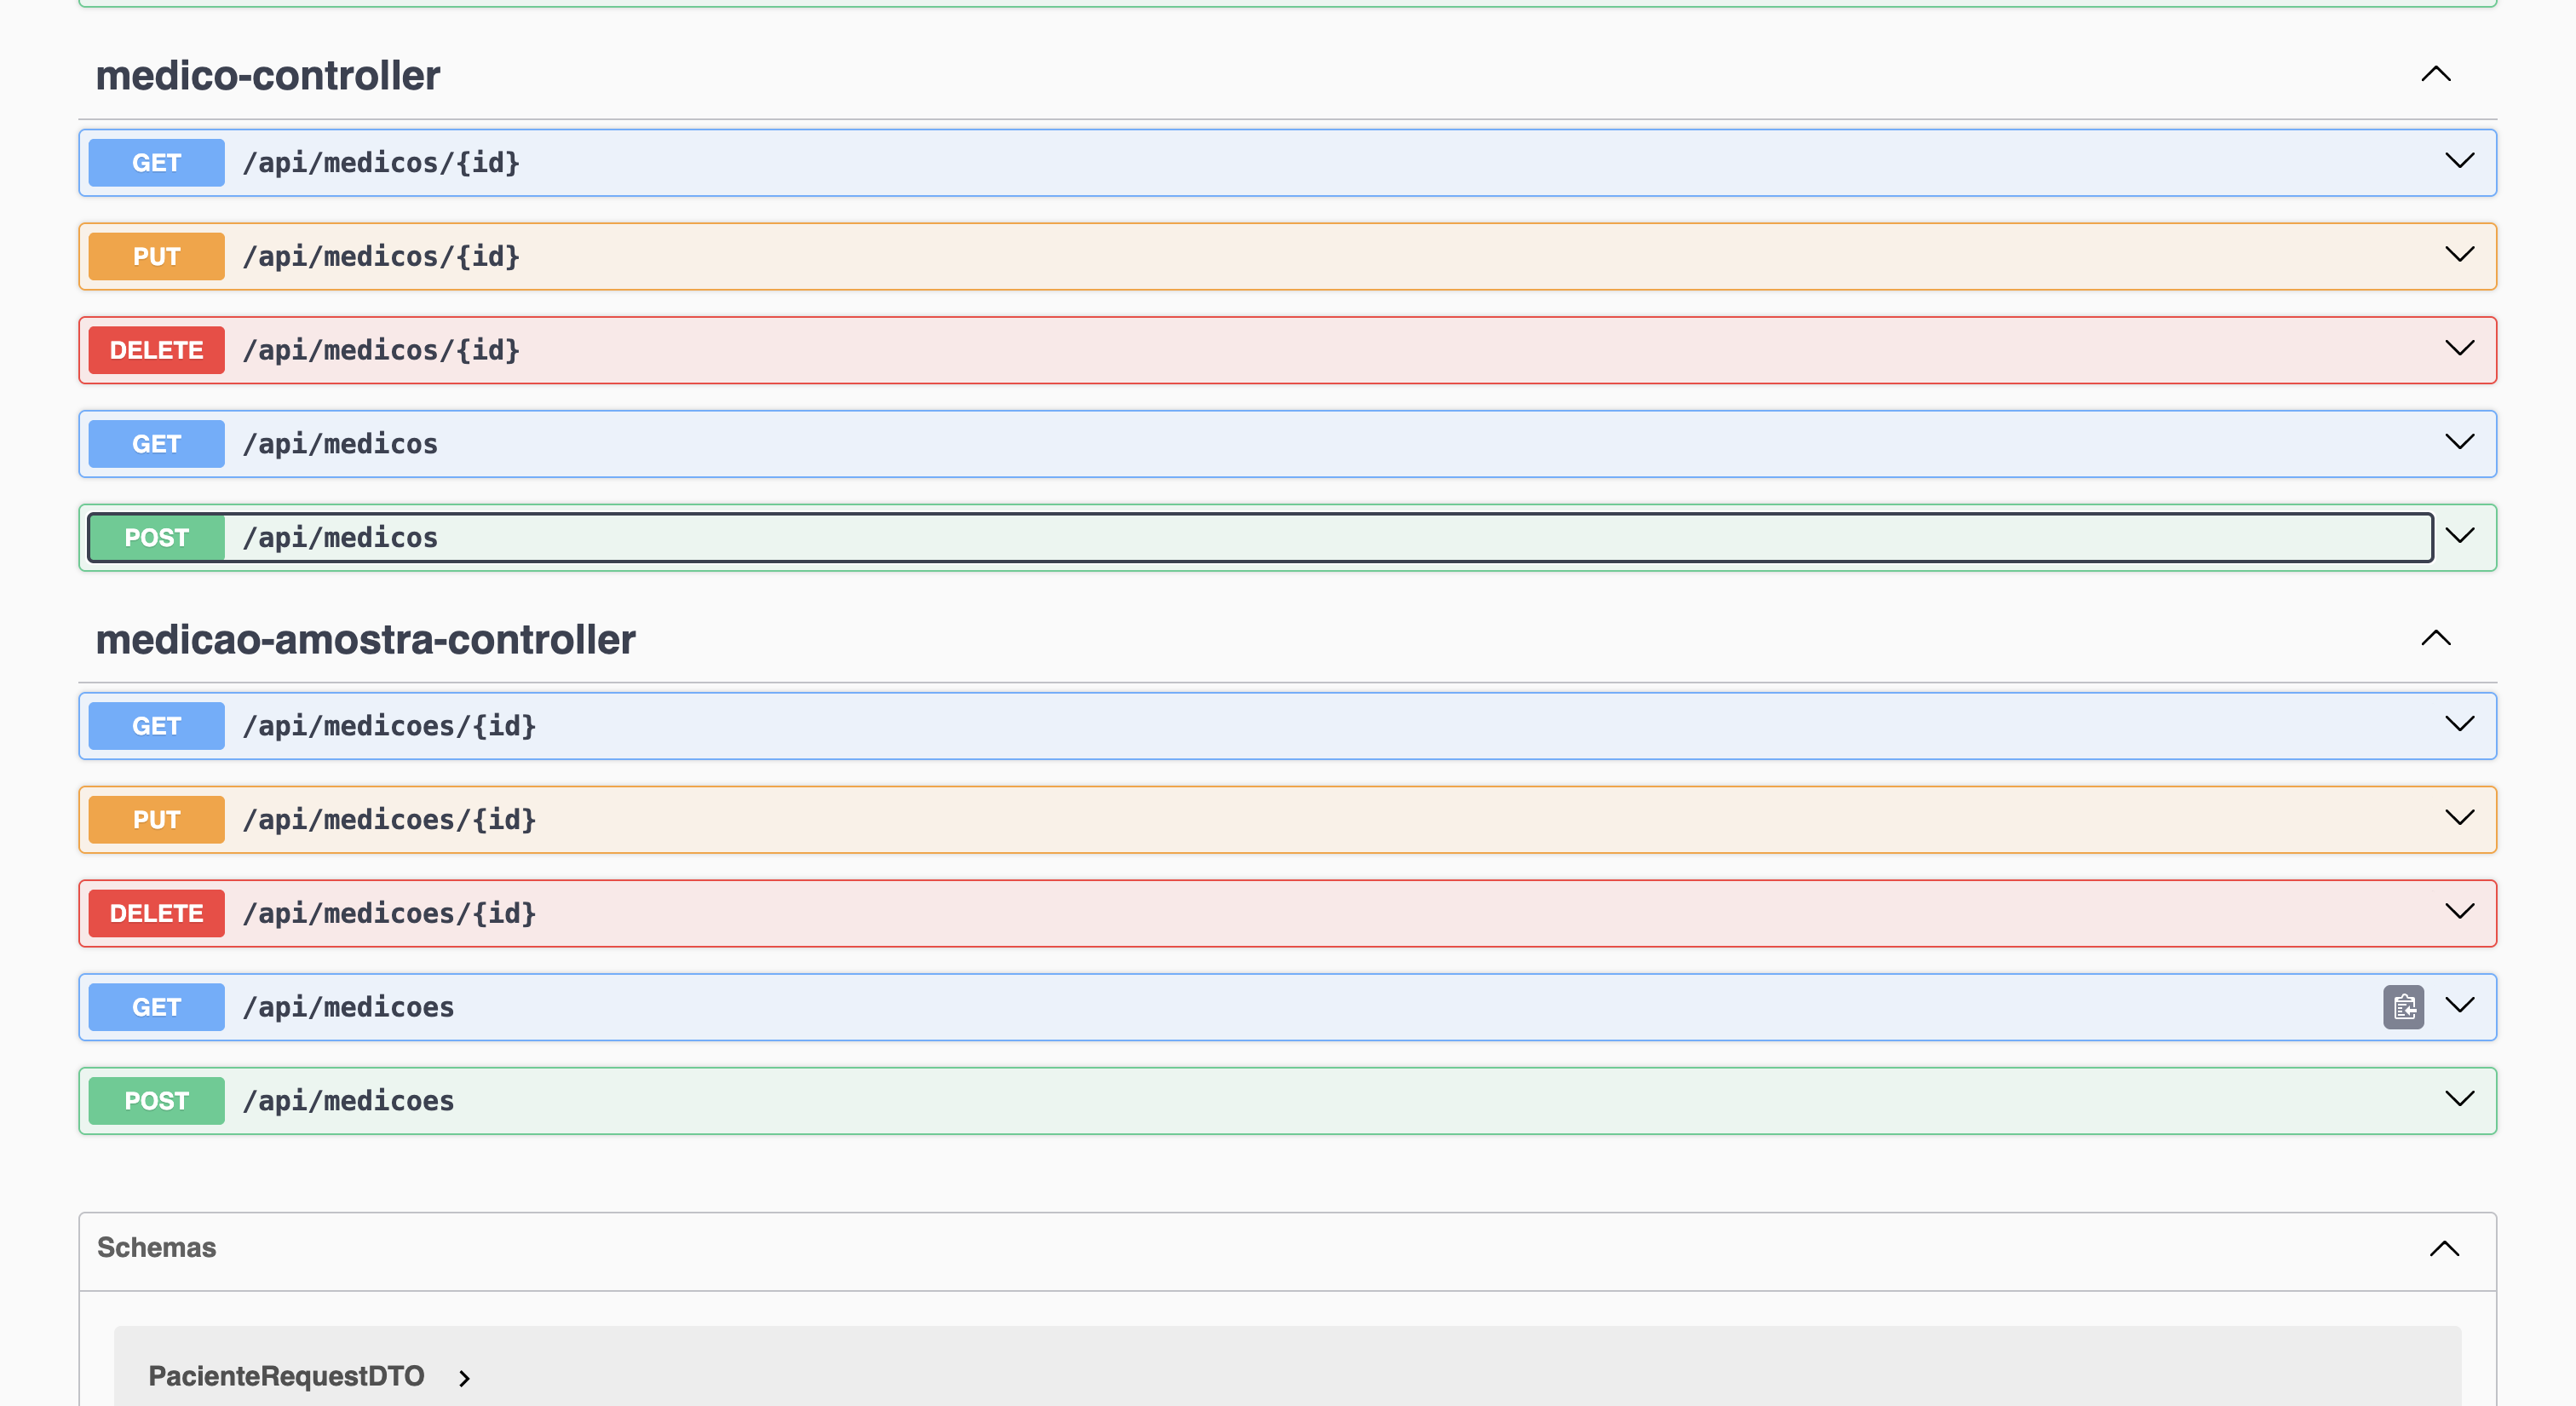 medico-controller
GET /api/medicos/{id}
PUT /api/medicos/{id}
DELETE /api/medicos/{id}
GET /api/medicos
POST /api/medicos
medicao-amostra-controller
GET /api/medicoes/{id}
PUT /api/medicoes/{id}
DELETE /api/medicoes/{id}
GET /api/medicoes
POST /api/medicoes
Schemas
PacienteRequestDTO